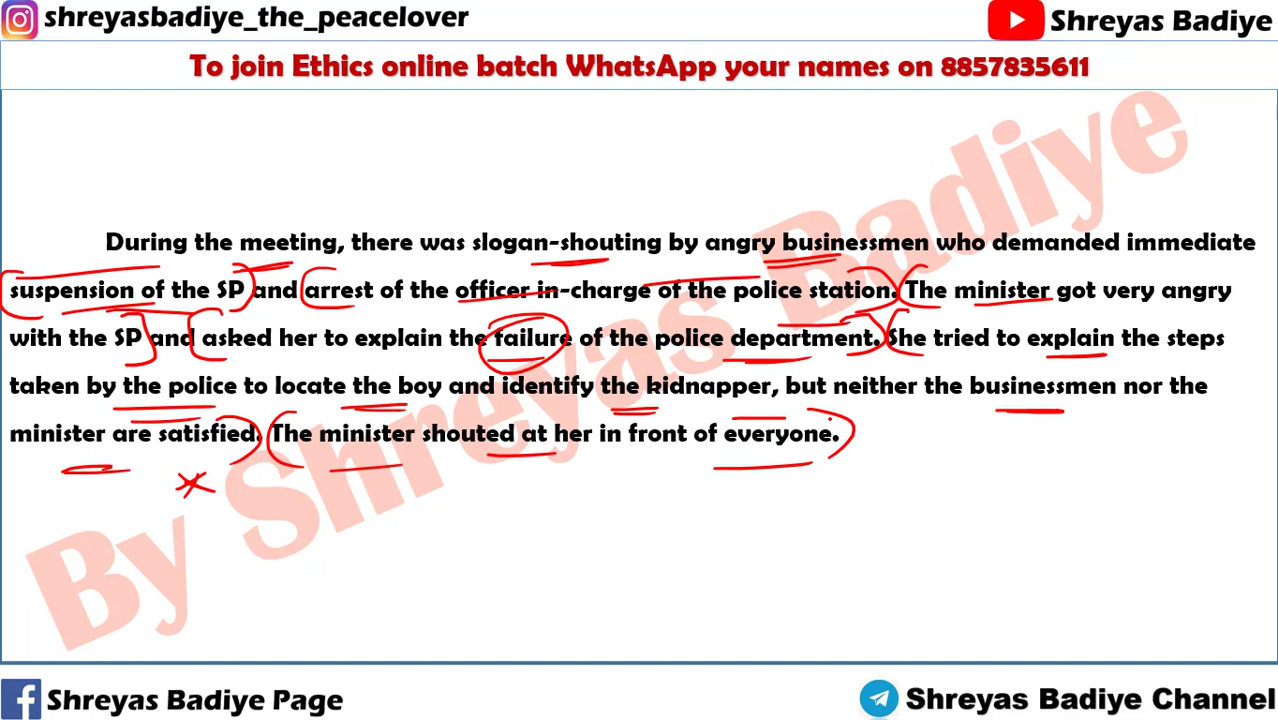 shreyasbadiye_the_peacelover
Shreyas Badiye
To join Ethics online batch WhatsApp your names on 8857835611
During the meeting, there was slogan-shouting by angry businessmen who demanded immediate
suspension of the SP and arrest of the officer in-charge of the police station. The minister got very angry
with the SP and asked her to explain the failure of the police department. She tried to explain the steps
taken by the police to locate the boy and identify the kidnapper, but neither the businessmen nor the
minister are satisfied. The minister shouted at her in front of everyone.
By Shreyas Badiye
Shreyas Badiye Page
Shreyas Badiye Channel